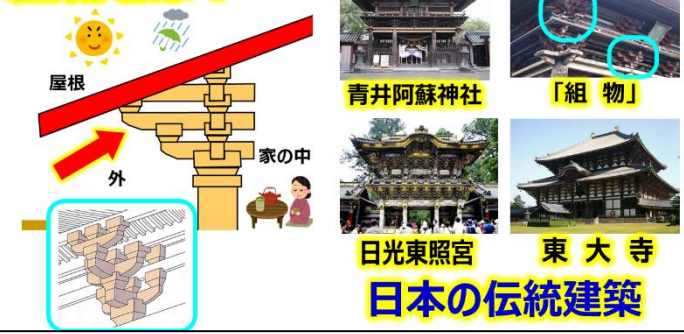 屋根
外
家の中
青井阿蘇神社
「組 物」
日光東照宮
東 大 寺
日本の伝統建築